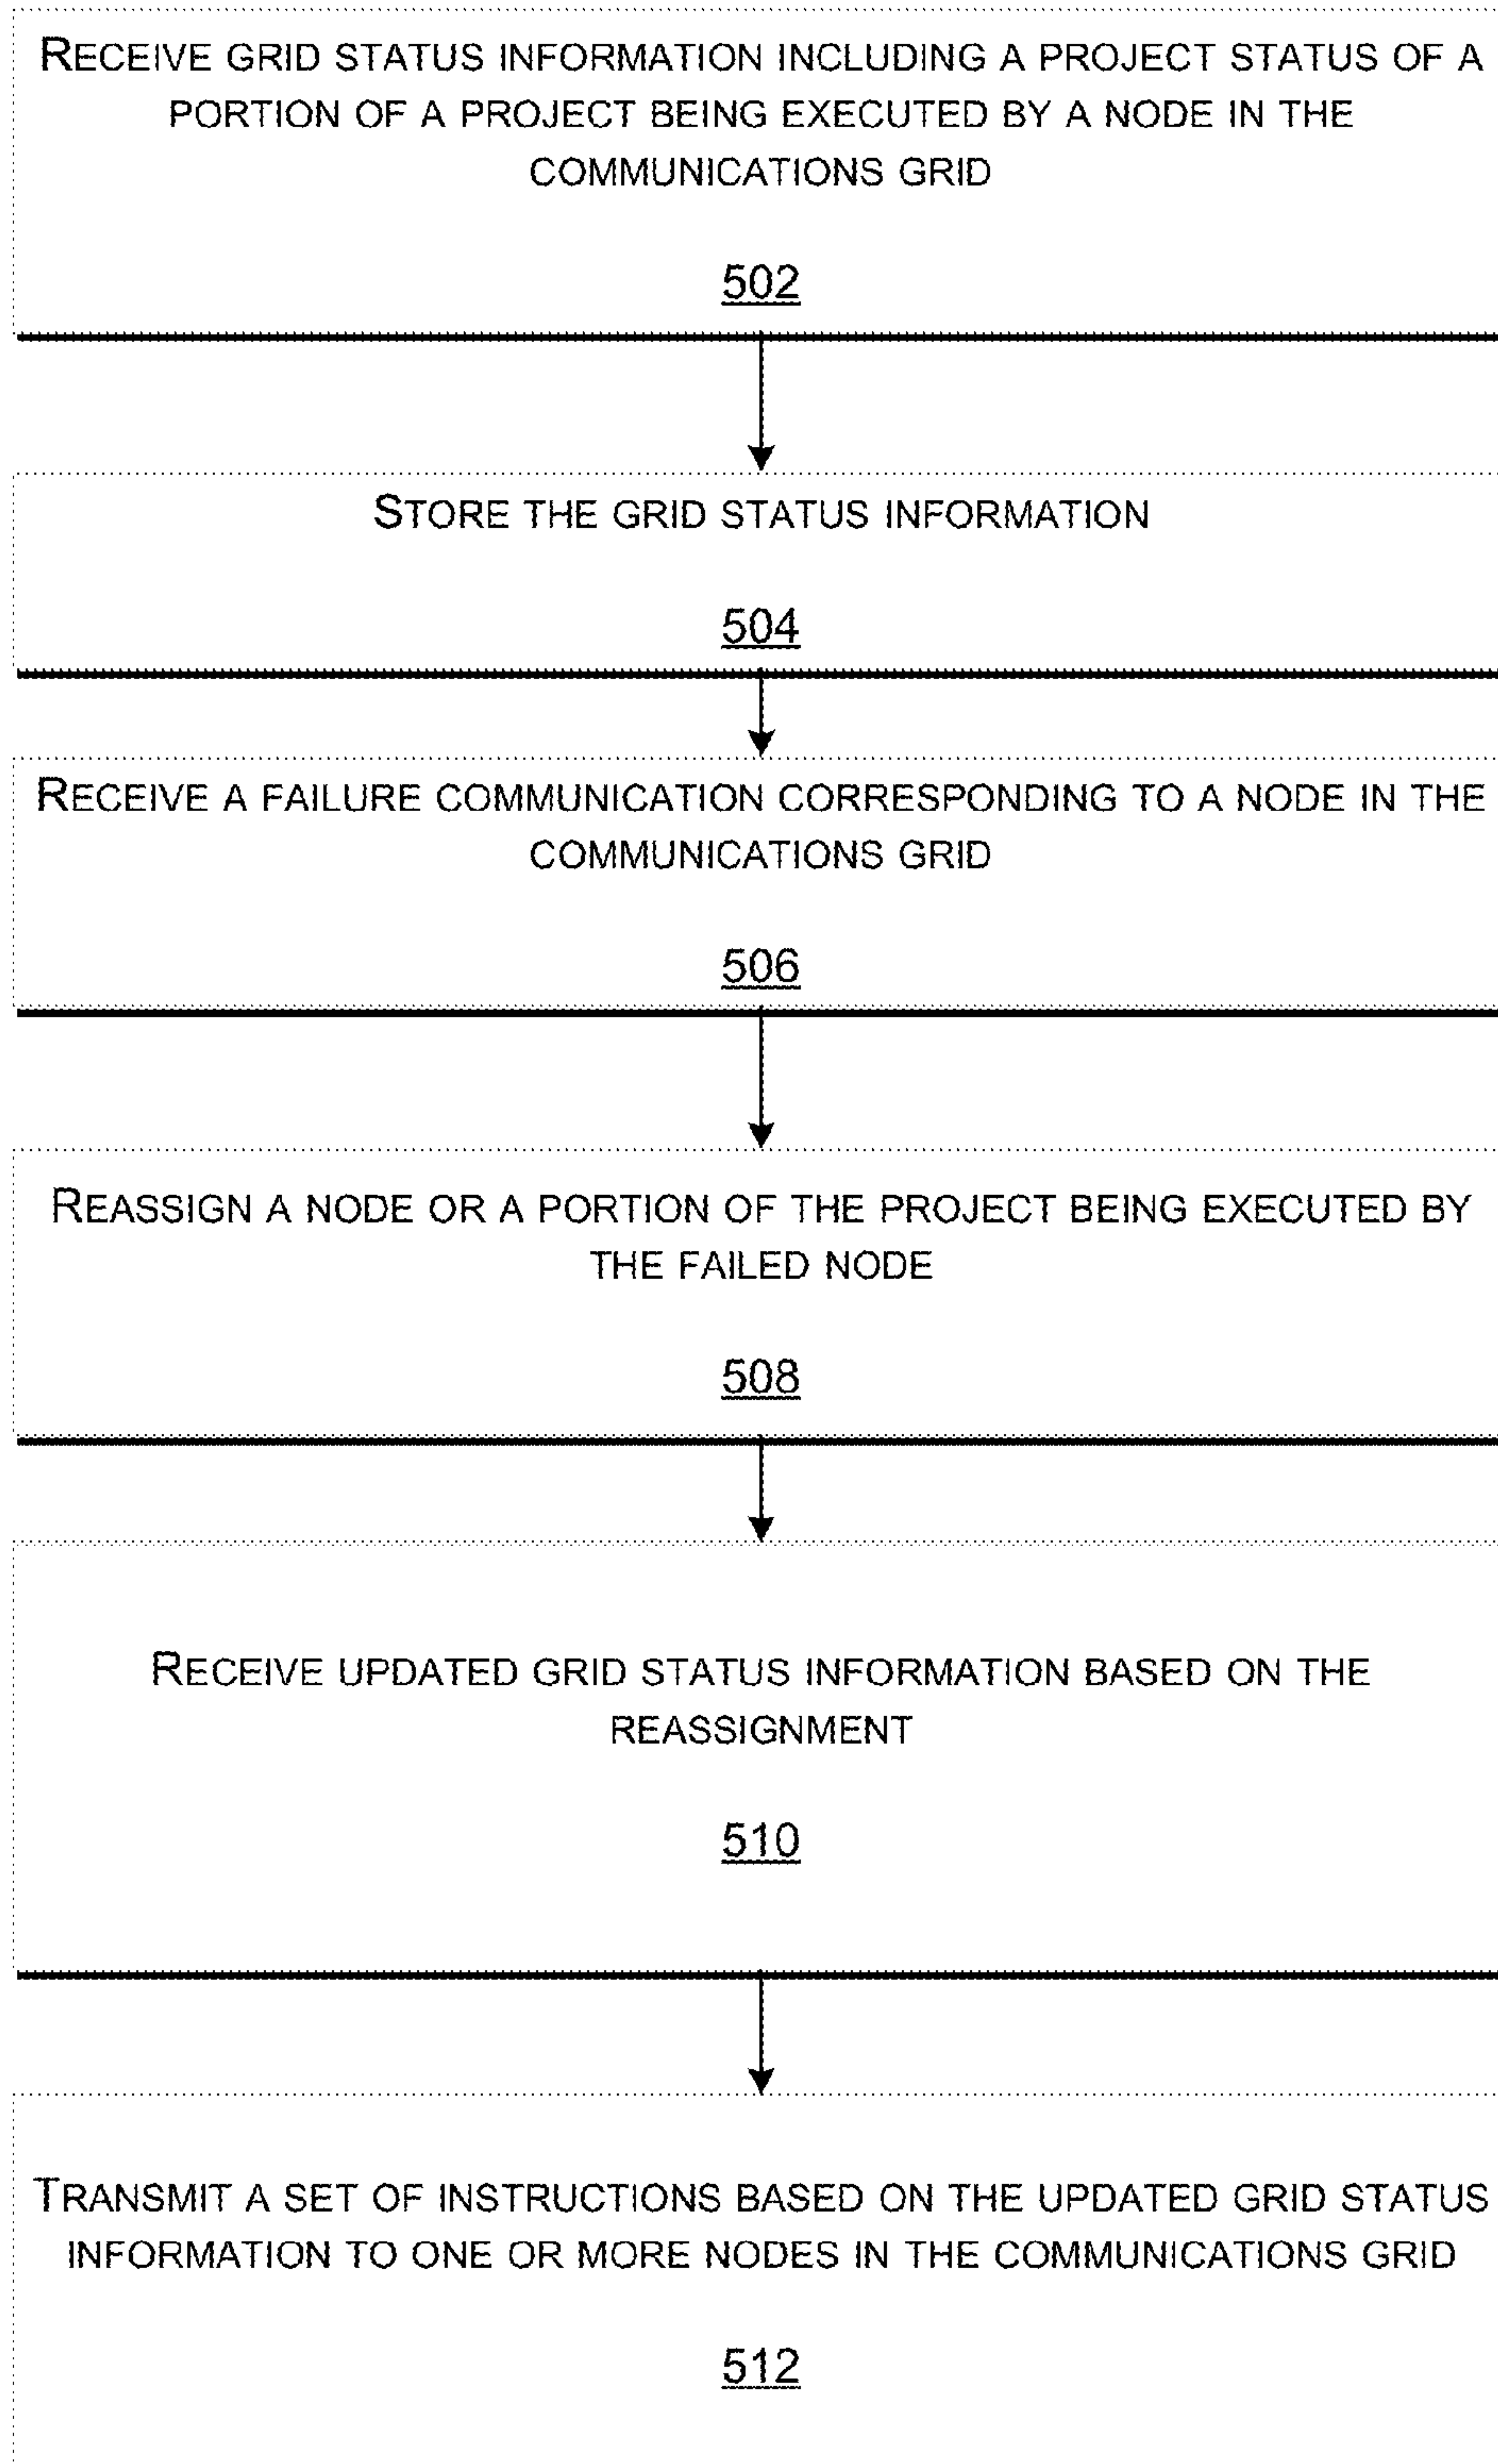 RECEIVE GRID STATUS INFORMATION INCLUDING A PROJECT STATUS OF A
PORTION OF A PROJECT BEING EXECUTED BY A NODE IN THE
COMMUNICATIONS GRID
502
STORE THE GRID STATUS INFORMATION
504
RECEIVE A FAILURE COMMUNICATION CORRESPONDING TO A NODE IN THE
COMMUNICATIONS GRID
506
REASSIGN A NODE OR A PORTION OF THE PROJECT BEING EXECUTED BY
THE FAILED NODE
508
RECEIVE UPDATED GRID STATUS INFORMATION BASED ON THE
REASSIGNMENT
510
TRANSMIT A SET OF INSTRUCTIONS BASED ON THE UPDATED GRID STATUS
INFORMATION TO ONE OR MORE NODES IN THE COMMUNICATIONS GRID
512